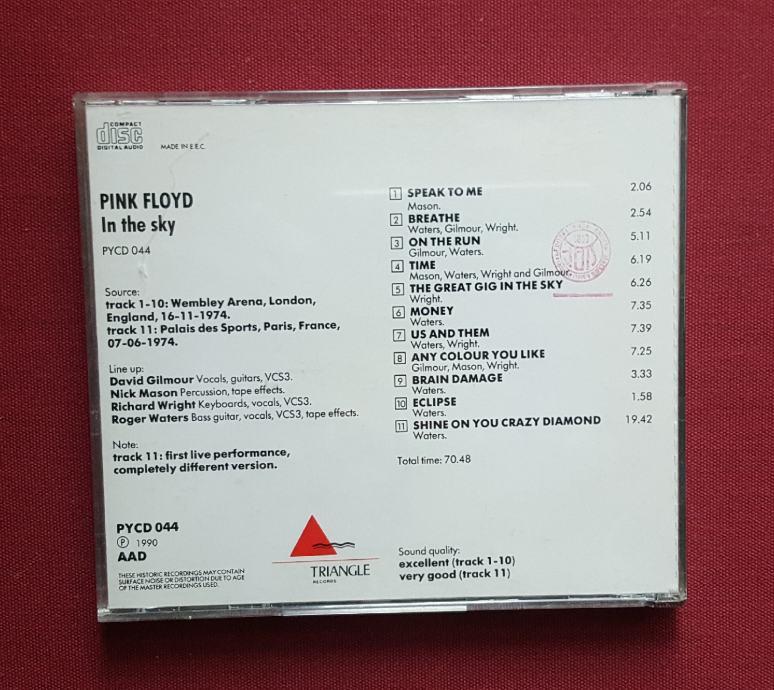 COMPACT
disc
DIGITAL AUDIO
MADE IN E.E.C.
PINK FLOYD
In the sky
PYCD 044
Source:
track 1-10: Wembley Arena, London,
England, 16-11-1974.
track 11: Palais des Sports, Paris, France,
07-06-1974.
Line up:
David Gilmour Vocals, guitars, VCS3.
Nick Mason Percussion, tape effects.
Richard Wright Keyboards, vocals, VCS3.
Roger Waters Bass guitar, vocals, VCS3, tape effects.
Note:
track 11: first live performance,
completely different version.
PYCD 044
Ⓟ 1990
AAD
THESE HISTORIC RECORDINGS MAY CONTAIN
SURFACE NOISE OR DISTORTION DUE TO AGE
OF THE MASTER RECORDINGS USED.
TRIANGLE
RECORDS
1 SPEAK TO ME 2.06
Mason.
2 BREATHE 2.54
Waters, Gilmour, Wright.
3 ON THE RUN 5.11
Gilmour, Waters.
4 TIME 6.19
Mason, Waters, Wright and Gilmour.
5 THE GREAT GIG IN THE SKY 6.26
Wright.
6 MONEY 7.35
Waters.
7 US AND THEM 7.39
Waters, Wright.
8 ANY COLOUR YOU LIKE 7.25
Gilmour, Mason, Wright.
9 BRAIN DAMAGE 3.33
Waters.
10 ECLIPSE 1.58
Waters.
11 SHINE ON YOU CRAZY DIAMOND 19.42
Waters.
Total time: 70.48
Sound quality:
excellent (track 1-10)
very good (track 11)